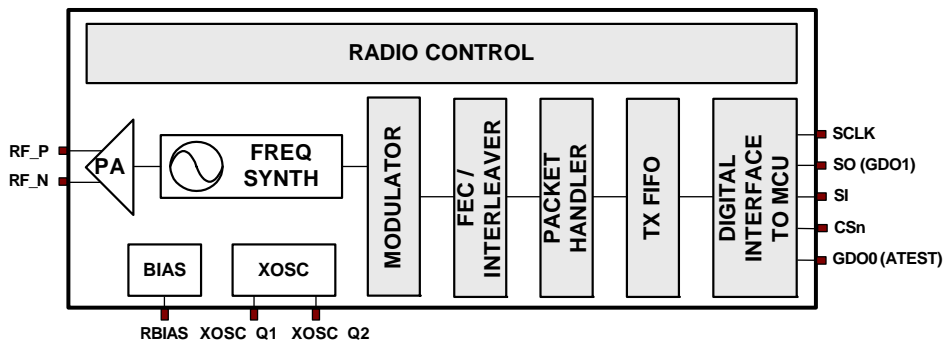 RADIO CONTROL
RF_P
RF_N
PA
FREQ
SYNTH
MODULATOR
FEC /
INTERLEAVER
PACKET
HANDLER
TX FIFO
DIGITAL
INTERFACE
TO MCU
SCLK
SO (GDO1)
SI
CSn
GDO0 (ATEST)
BIAS
XOSC
RBIAS XOSC_Q1 XOSC_Q2